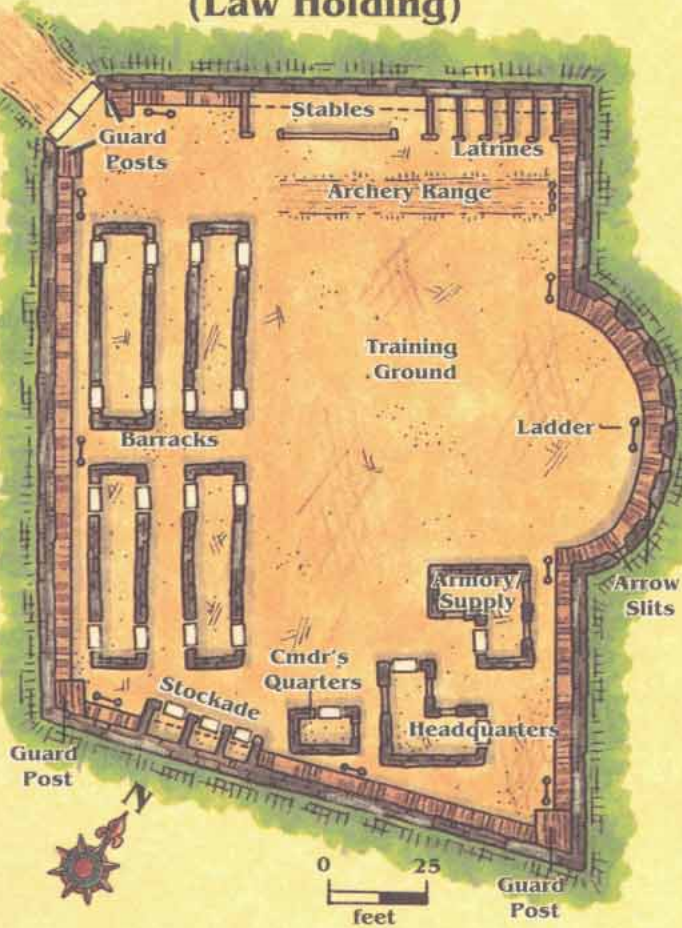 (Law Holding)
Stables
Guard
Posts
Latrines
Archery Range
Training
Ground
Ladder
Barracks
Armory/
Supply
Arrow
Slits
Cmdr's
Quarters
Stockade
Headquarters
Guard
Post
N
0 25
feet
Guard
Post